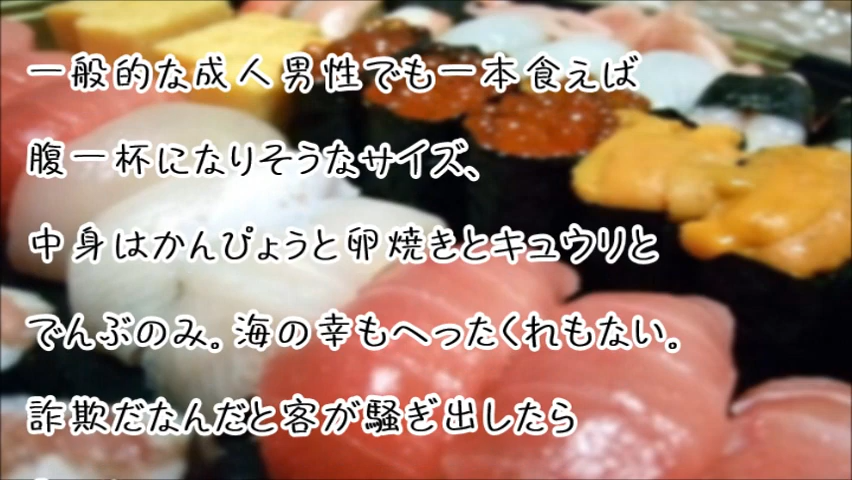 一般的な成人男性でも一本食えば
腹一杯になりそうなサイズ、
中身はかんぴょうと卵焼きとキュウリと
でんぶのみ。海の幸もへったくれもない。
詐欺だなんだと客が騒ぎ出したら